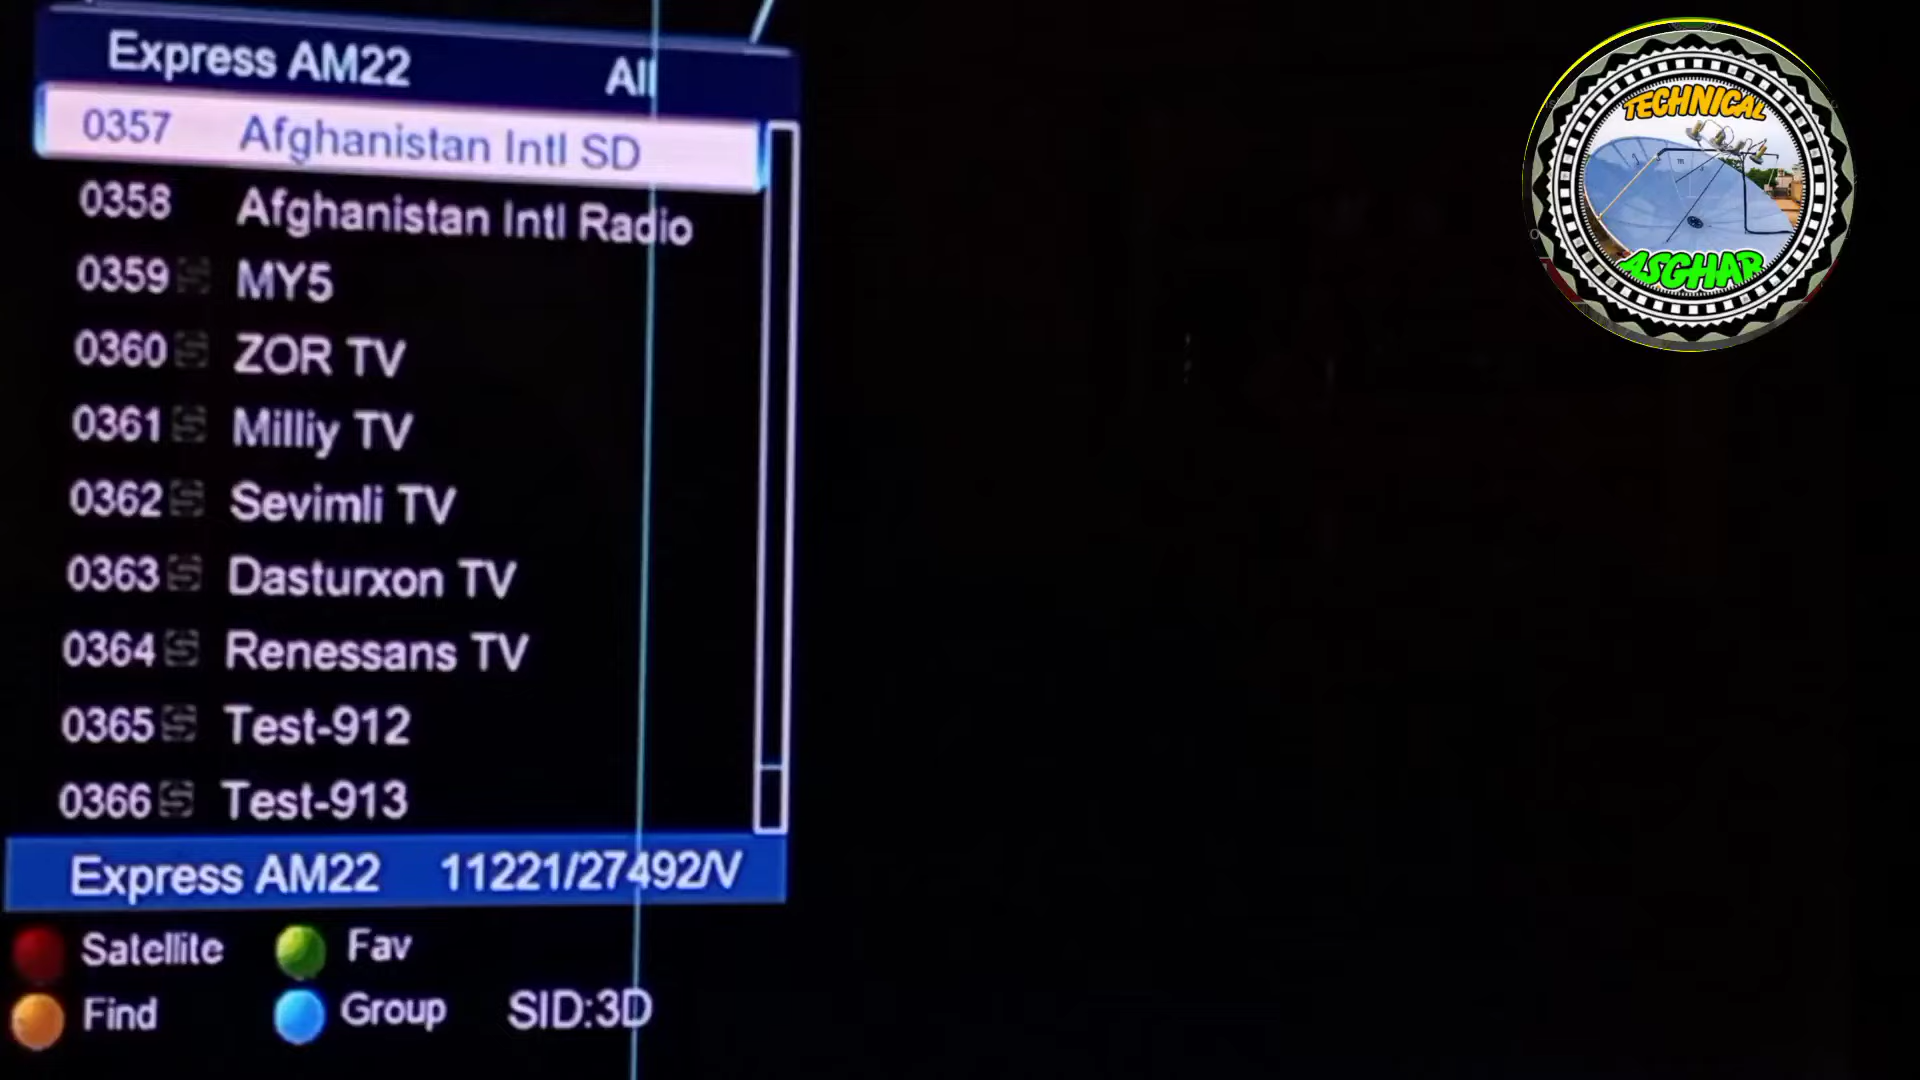 Express AM22 All
0357 Afghanistan Intl SD
0358 Afghanistan Intl Radio
0359 S MY5
0360 S ZOR TV
0361 S Milliy TV
0362 S Sevimli TV
0363 S Dasturxon TV
0364 S Renessans TV
0365 S Test-912
0366 S Test-913
Express AM22 11221/27492/V
Satellite Fav
Find Group SID:3D
TECHNICAL
ASGHAR